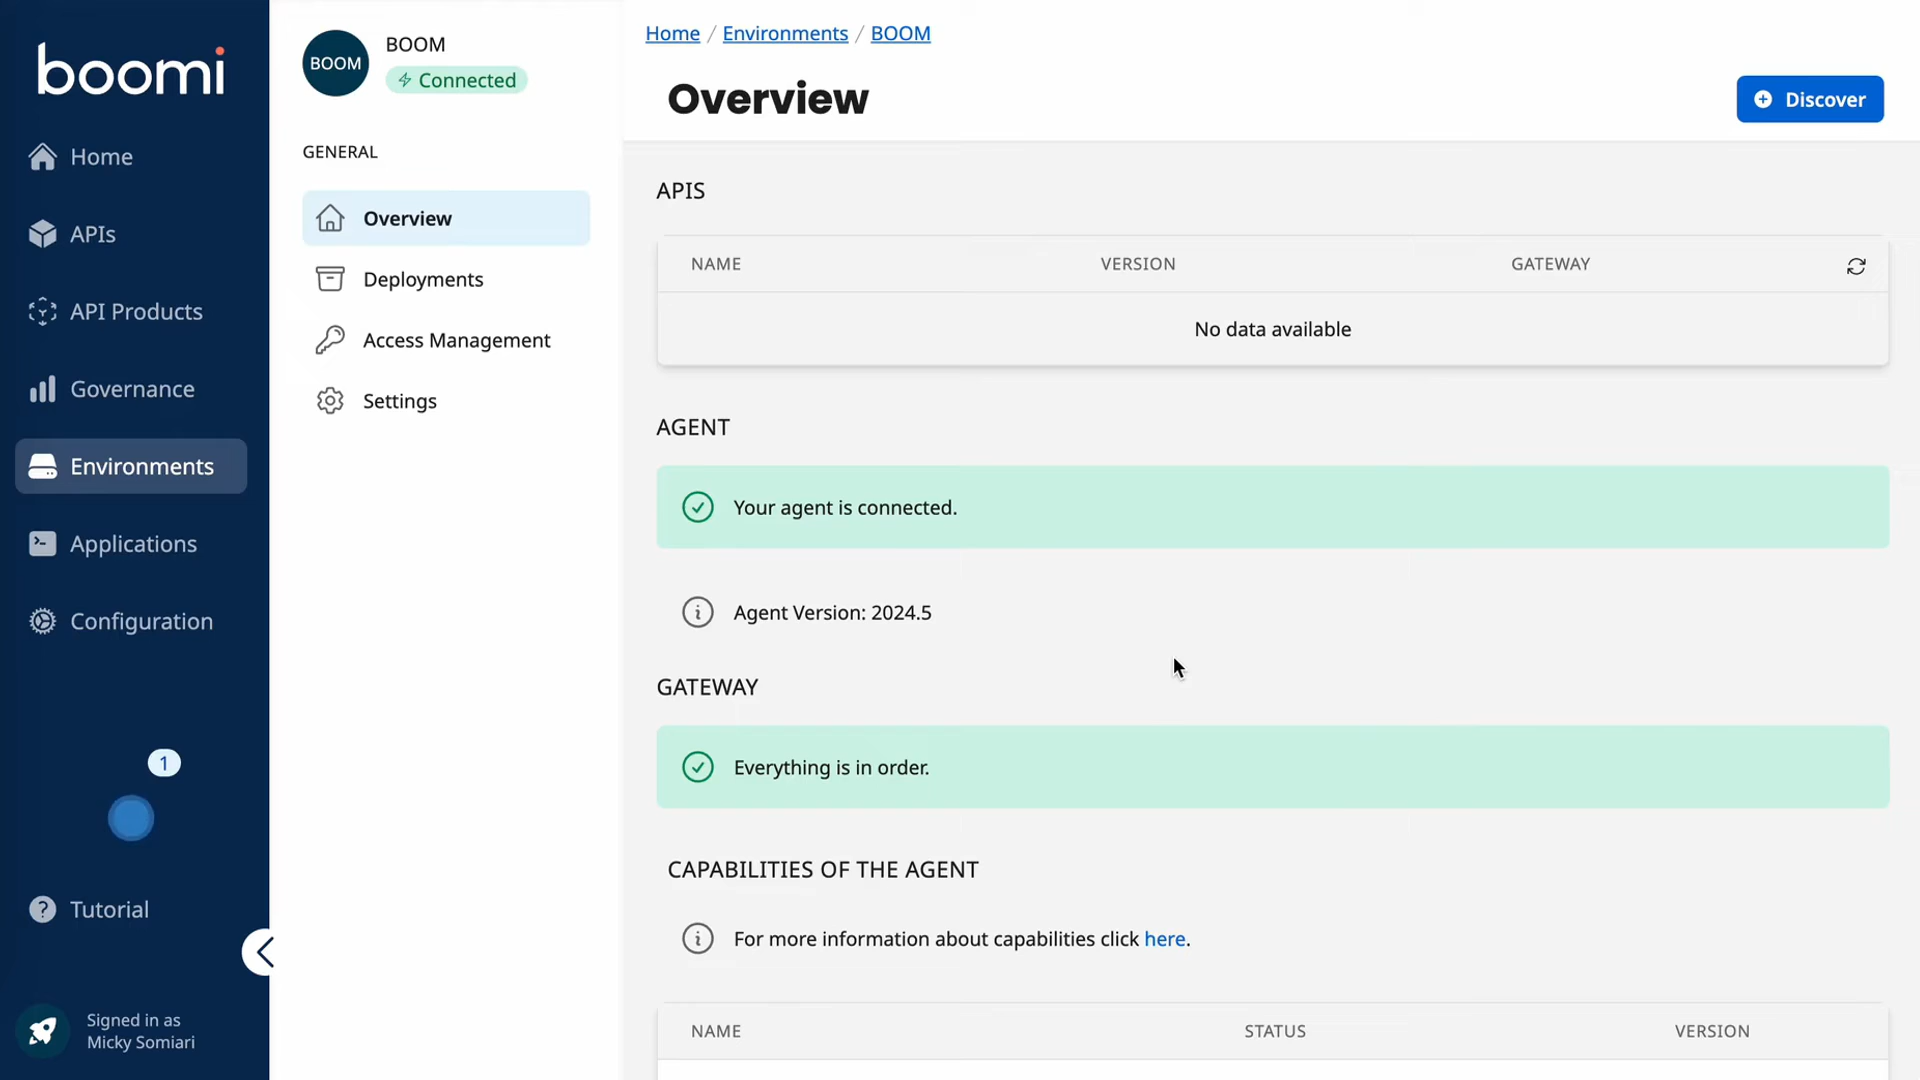 boomi
Home
APIs
API Products
Governance
Environments
Applications
Configuration
1
Tutorial
Signed in as
Micky Somiari
BOOM
BOOM
Connected
GENERAL
Overview
Deployments
Access Management
Settings
Home / Environments / BOOM
Overview
Discover
APIS
NAME VERSION GATEWAY
No data available
AGENT
Your agent is connected.
Agent Version: 2024.5
GATEWAY
Everything is in order.
CAPABILITIES OF THE AGENT
For more information about capabilities click here.
NAME STATUS VERSION